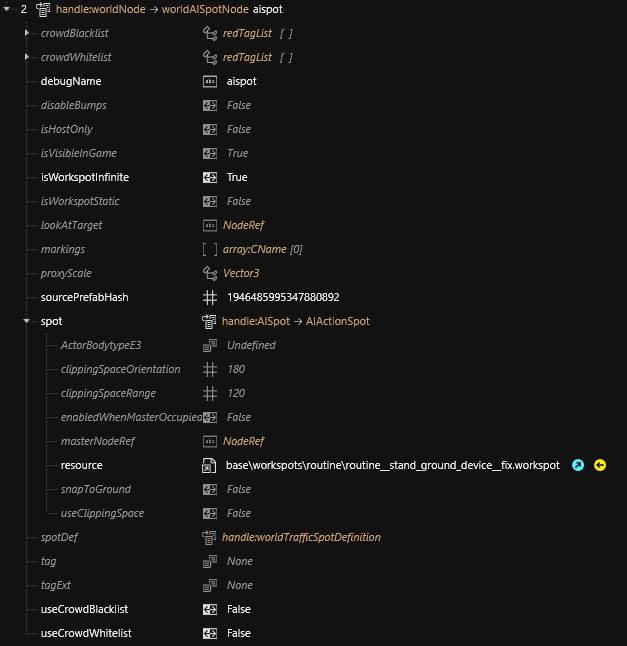 2 handle:worldNode → worldAISpotNode aispot
crowdBlacklist redTagList [ ]
crowdWhitelist redTagList [ ]
debugName abc aispot
disableBumps False
isHostOnly False
isVisibleInGame True
isWorkspotInfinite True
isWorkspotStatic False
lookAtTarget abc NodeRef
markings [ ] array:CName [0]
proxyScale Vector3
sourcePrefabHash 1946485995347880892
spot handle:AISpot → AIActionSpot
ActorBodytypeE3 Undefined
clippingSpaceOrientation 180
clippingSpaceRange 120
enabledWhenMasterOccupied False
masterNodeRef abc NodeRef
resource base\workspots\routine\routine__stand_ground_device__fix.workspot
snapToGround False
useClippingSpace False
spotDef handle:worldTrafficSpotDefinition
tag None
tagExt None
useCrowdBlacklist False
useCrowdWhitelist False